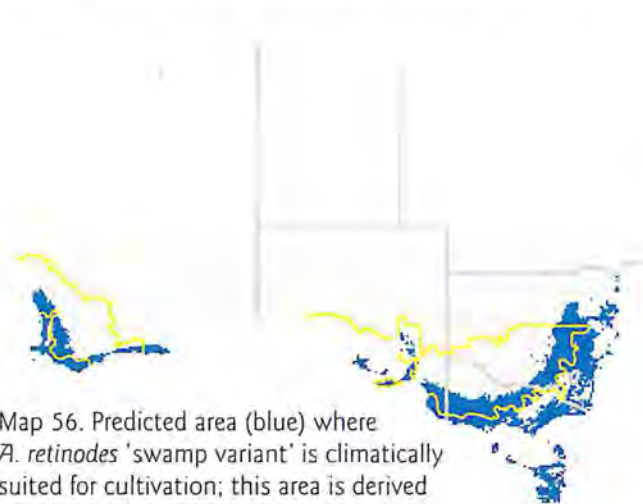 Map 56. Predicted area (blue) where
A. retinodes ‘swamp variant’ is climatically
suited for cultivation; this area is derived